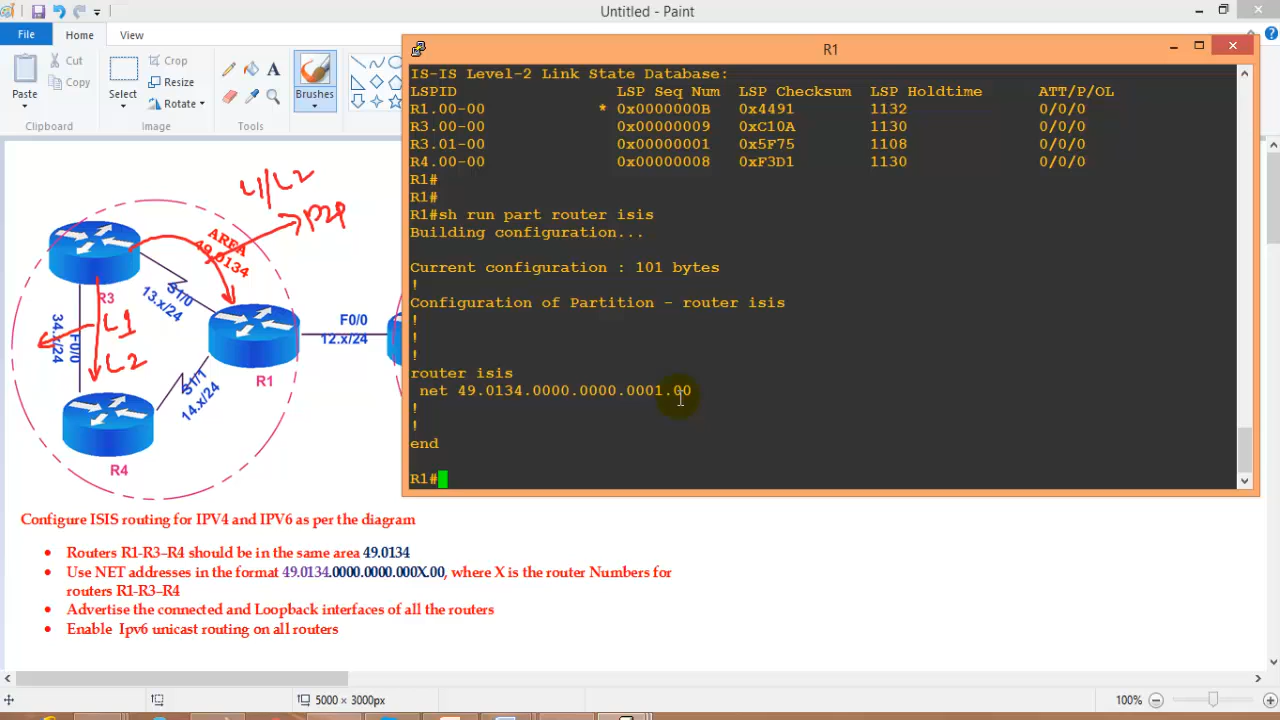 Untitled - Paint
File
Home
View
Paste
Cut
Copy
Clipboard
Select
Crop
Resize
Rotate
Image
Tools
Brushes
Shapes
R1
IS-IS Level-2 Link State Database:
LSPID LSP Seq Num LSP Checksum LSP Holdtime ATT/P/OL
R1.00-00 * 0x0000000B 0x4491 1132 0/0/0
R3.00-00 0x00000009 0xC10A 1130 0/0/0
R3.01-00 0x00000001 0x5F75 1108 0/0/0
R4.00-00 0x00000008 0xF3D1 1130 0/0/0
R1#
R1#
R1#sh run part router isis
Building configuration...
Current configuration : 101 bytes
!
Configuration of Partition - router isis
!
!
!
router isis
net 49.0134.0000.0000.0001.00
!
!
end
R1#
L1/L2
AREA
49.0134
R3
S1/0
13.x/24
34.x/24
F0/0
L1
L2
F0/0
12.x/24
R1
S1/1
14.x/24
R4
Configure ISIS routing for IPV4 and IPV6 as per the diagram
• Routers R1-R3–R4 should be in the same area 49.0134
• Use NET addresses in the format 49.0134.0000.0000.000X.00, where X is the router Numbers for
routers R1-R3–R4
• Advertise the connected and Loopback interfaces of all the routers
• Enable Ipv6 unicast routing on all routers
5000 × 3000px
100%